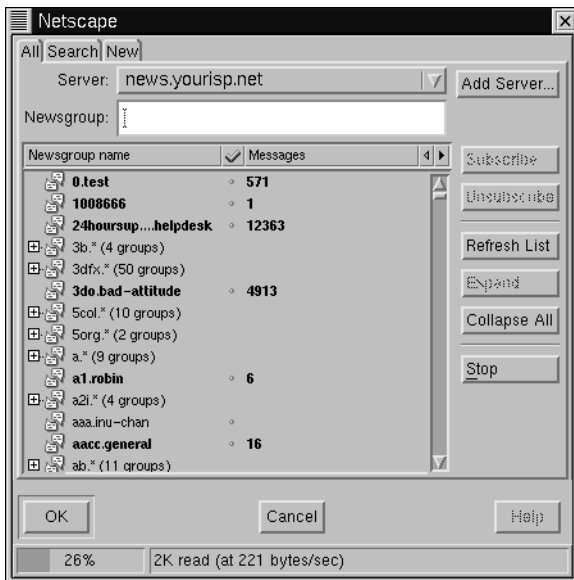 Netscape
All Search New
Server: news.yourisp.net Add Server...
Newsgroup:
Newsgroup name Messages
Subscribe
0.test 571
1008666 1
Unsubscribe
24hoursup....helpdesk 12363
3b.* (4 groups)
Refresh List
3dfx.* (50 groups)
3do.bad-attitude 4913
Expand
5col.* (10 groups)
Collapse All
5org.* (2 groups)
a.* (9 groups)
Stop
a1.robin 6
a2i.* (4 groups)
aaa.inu-chan
aacc.general 16
ab.* (11 groups)
OK Cancel Help
26% 2K read (at 221 bytes/sec)